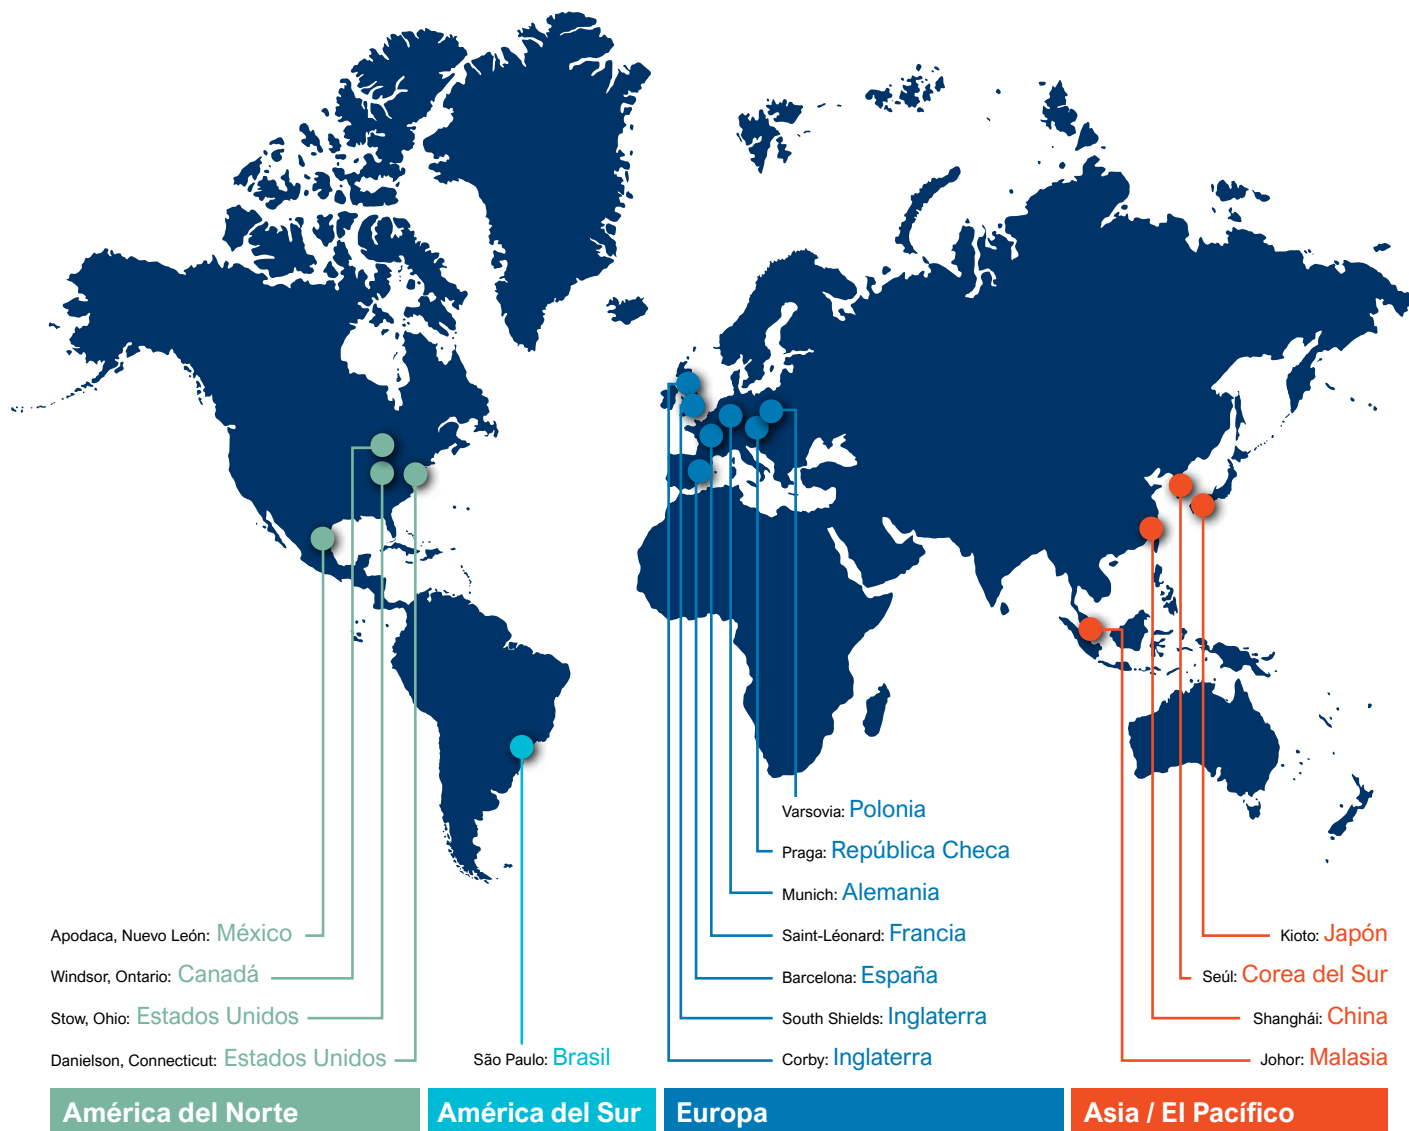 Varsovia: Polonia
Praga: República Checa
Munich: Alemania
Apodaca, Nuevo León: México
Saint-Léonard: Francia
Kioto: Japón
Windsor, Ontario: Canadá
Barcelona: España
Seúl: Corea del Sur
Stow, Ohio: Estados Unidos
South Shields: Inglaterra
Shanghái: China
Danielson, Connecticut: Estados Unidos
São Paulo: Brasil
Corby: Inglaterra
Johor: Malasia
América del Norte
América del Sur
Europa
Asia / El Pacífico